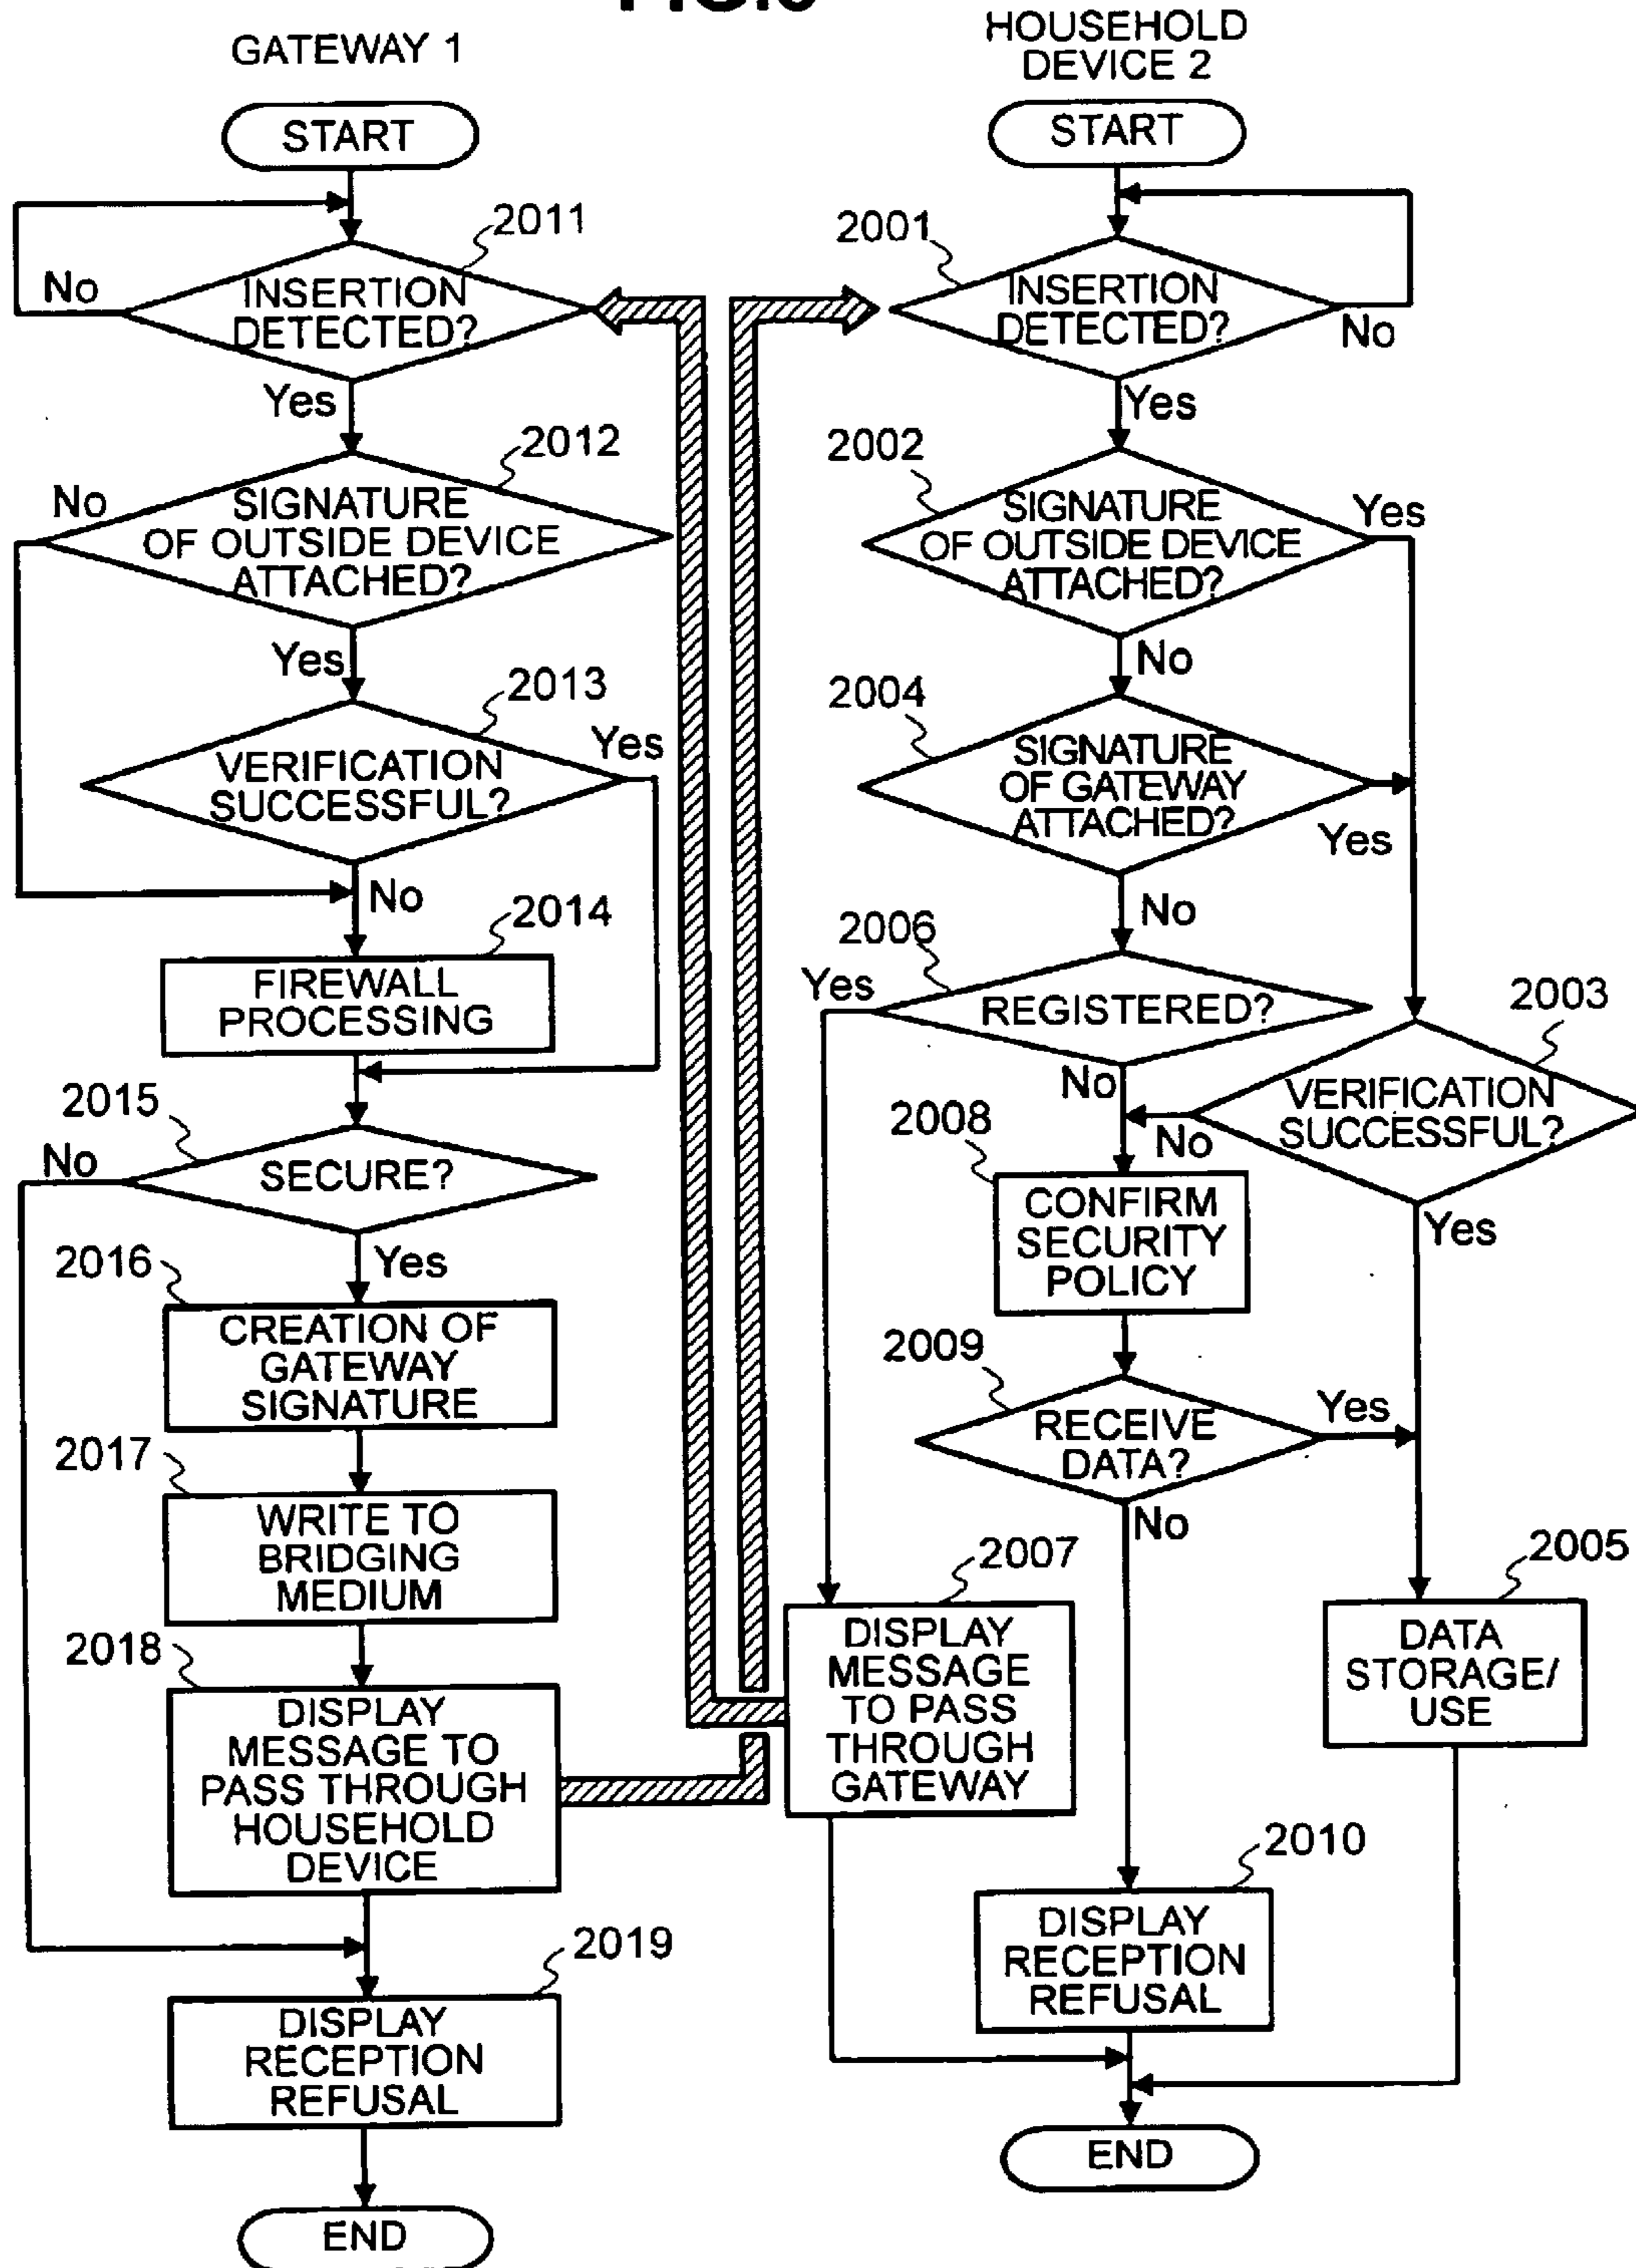 GATEWAY 1
START
2011
INSERTION
DETECTED?
No
Yes
2012
SIGNATURE
OF OUTSIDE DEVICE
ATTACHED?
No
Yes
2013
VERIFICATION
SUCCESSFUL?
Yes
No
2014
FIREWALL
PROCESSING
2015
SECURE?
No
Yes
2016
CREATION OF
GATEWAY
SIGNATURE
2017
WRITE TO
BRIDGING
MEDIUM
2018
DISPLAY
MESSAGE TO
PASS THROUGH
HOUSEHOLD
DEVICE
2019
DISPLAY
RECEPTION
REFUSAL
END
HOUSEHOLD
DEVICE 2
START
2001
INSERTION
DETECTED?
No
Yes
2002
SIGNATURE
OF OUTSIDE DEVICE
ATTACHED?
Yes
No
2004
SIGNATURE
OF GATEWAY
ATTACHED?
Yes
No
2006
REGISTERED?
Yes
No
2003
VERIFICATION
SUCCESSFUL?
No
Yes
2008
CONFIRM
SECURITY
POLICY
2009
RECEIVE
DATA?
Yes
No
2007
DISPLAY
MESSAGE
TO PASS
THROUGH
GATEWAY
2005
DATA
STORAGE/
USE
2010
DISPLAY
RECEPTION
REFUSAL
END